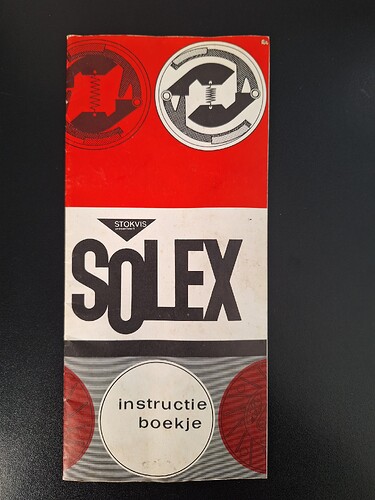 STOKVIS
SOLEX
instructie
boekje